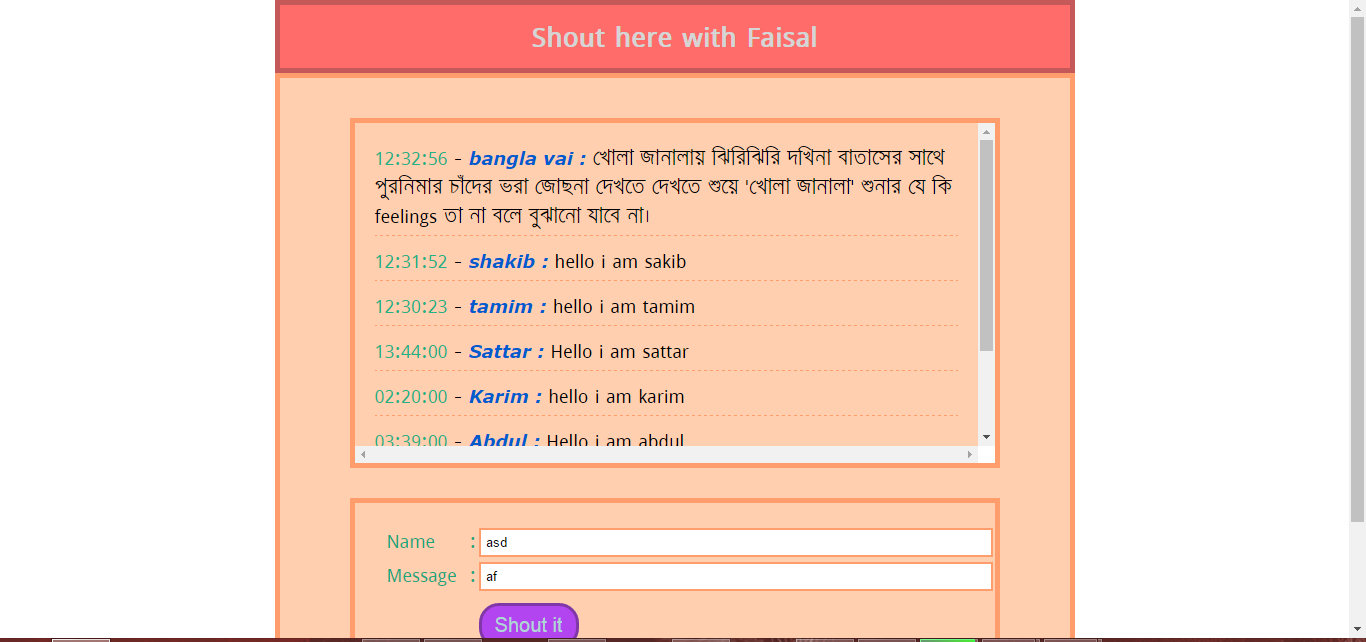 Shout here with Faisal
12:32:56 - bangla vai : খোলা জানালায় ঝিরিঝিরি দখিনা বাতাসের সাথে
পুরনিমার চাঁদের ভরা জোছনা দেখতে দেখতে শুয়ে 'খোলা জানালা' শুনার যে কি
feelings তা না বলে বুঝানো যাবে না।
12:31:52 - shakib : hello i am sakib
12:30:23 - tamim : hello i am tamim
13:44:00 - Sattar : Hello i am sattar
02:20:00 - Karim : hello i am karim
03:39:00 - Abdul : Hello i am abdul
Name : asd
Message : af
Shout it